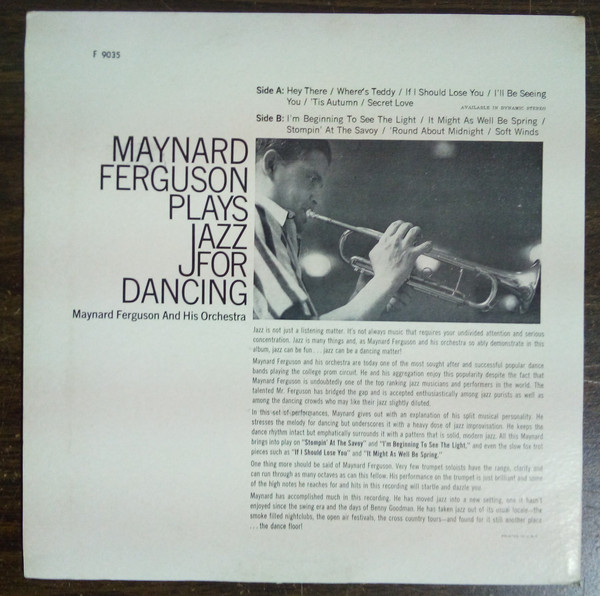 F 9035
Side A: Hey There / Where's Teddy / If I Should Lose You / I'll Be Seeing
You / 'Tis Autumn / Secret Love
AVAILABLE IN DYNAMIC STEREO
Side B: I'm Beginning To See The Light / It Might As Well Be Spring /
Stompin' At The Savoy / 'Round About Midnight / Soft Winds
MAYNARD
FERGUSON
PLAYS
JAZZ
FOR
DANCING
Maynard Ferguson And His Orchestra
Jazz is not just a listening matter. It's not always music that requires your undivided attention and serious
concentration. Jazz is many things and, as Maynard Ferguson and his orchestra so ably demonstrate in this
album, jazz can be fun . . . jazz can be a dancing matter!
Maynard Ferguson and his orchestra are today one of the most sought after and successful popular dance
bands playing the college prom circuit. He and his aggregation enjoy this popularity despite the fact that
Maynard Ferguson is undoubtedly one of the top ranking jazz musicians and performers in the world. The
talented Mr. Ferguson has bridged the gap and is accepted enthusiastically among jazz purists as well as
among the dancing crowds who may like their jazz slightly diluted.
In this set of perforpances, Maynard gives out with an explanation of his split musical personality. He
stresses the melody for dancing but underscores it with a heavy dose of jazz improvisation. He keeps the
dance rhythm intact but emphatically surrounds it with a pattern that is solid, modern jazz. All this Maynard
brings into play on "Stompin' At The Savoy" and "I'm Beginning To See The Light," and even the slow fox trot
pieces such as "If I Should Lose You" and "It Might As Well Be Spring."
One thing more should be said of Maynard Ferguson. Very few trumpet soloists have the range, clarity and
can run through as many octaves as can this fellow. His performance on the trumpet is just brilliant and some
of the high notes he reaches for and hits in this recording will startle and dazzle you.
Maynard has accomplished much in this recording. He has moved jazz into a new setting, one it hasn't
enjoyed since the swing era and the days of Benny Goodman. He has taken jazz out of its usual locale—the
smoke filled nightclubs, the open air festivals, the cross country tours—and found for it still another place
. . . the dance floor!